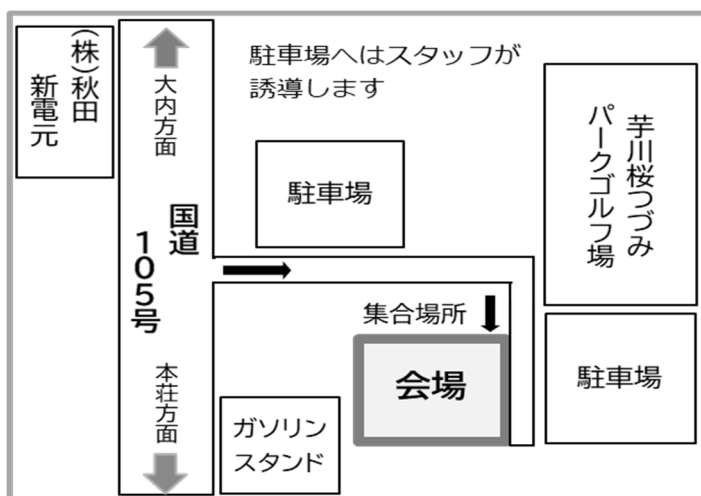 (株)秋田
新電元
大内方面
駐車場へはスタッフが
誘導します
駐車場
芋川桜つづみ
パークゴルフ場
国道
105号
集合場所
会場
駐車場
本荘方面
ガソリン
スタンド